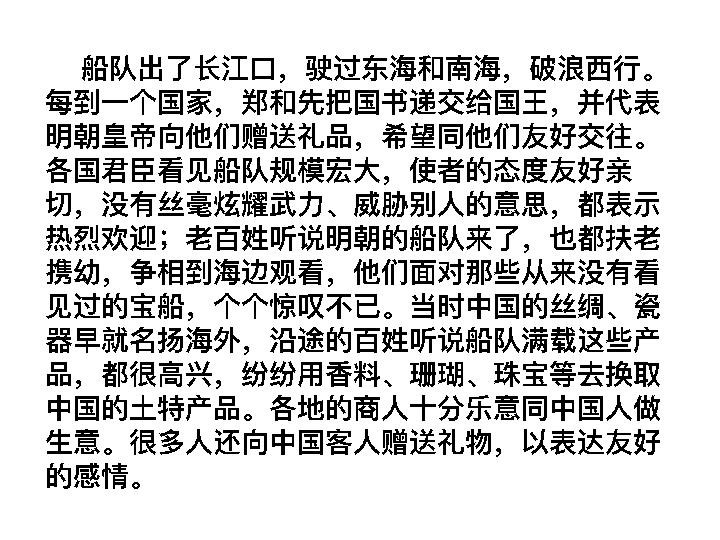 船队出了长江口，驶过东海和南海，破浪西行。
每到一个国家，郑和先把国书递交给国王，并代表
明朝皇帝向他们赠送礼品，希望同他们友好交往。
各国君臣看见船队规模宏大，使者的态度友好亲
切，没有丝毫炫耀武力、威胁别人的意思，都表示
热烈欢迎；老百姓听说明朝的船队来了，也都扶老
携幼，争相到海边观看，他们面对那些从来没有看
见过的宝船，个个惊叹不已。当时中国的丝绸、瓷
器早就名扬海外，沿途的百姓听说船队满载这些产
品，都很高兴，纷纷用香料、珊瑚、珠宝等去换取
中国的土特产品。各地的商人十分乐意同中国人做
生意。很多人还向中国客人赠送礼物，以表达友好
的感情。